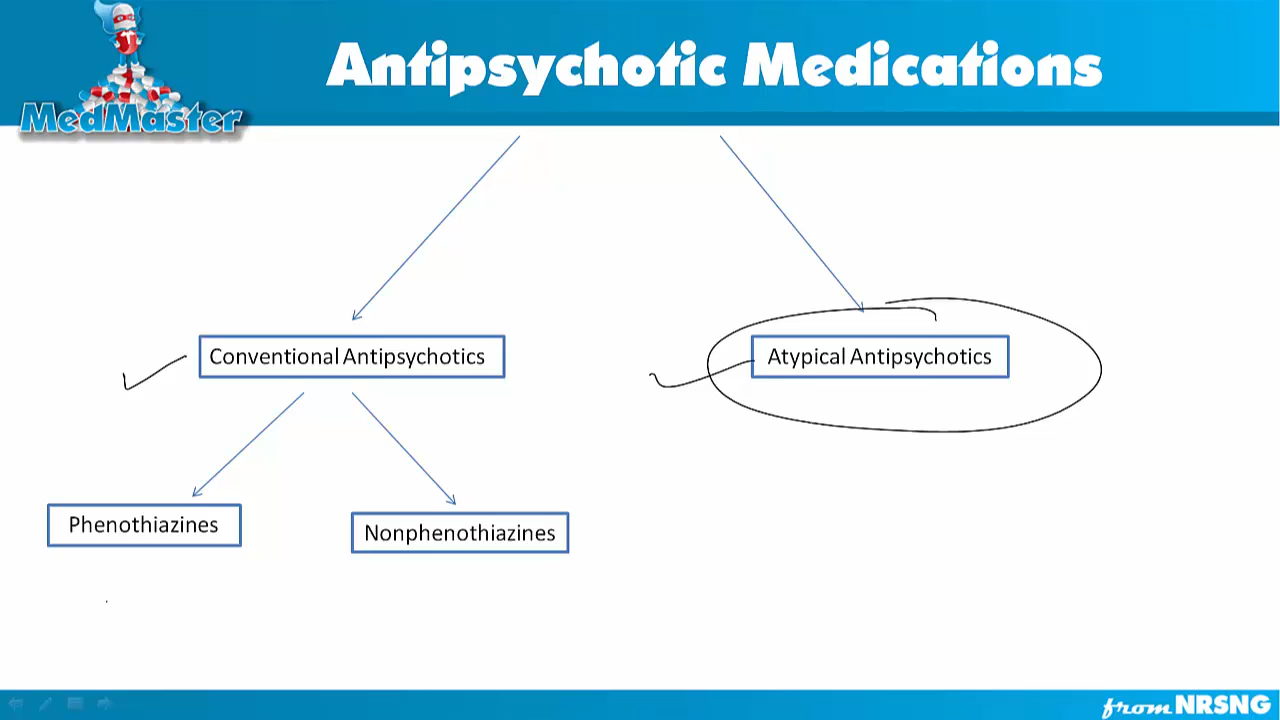 Antipsychotic Medications
MedMaster
Conventional Antipsychotics
Atypical Antipsychotics
Phenothiazines
Nonphenothiazines
from NRSNG